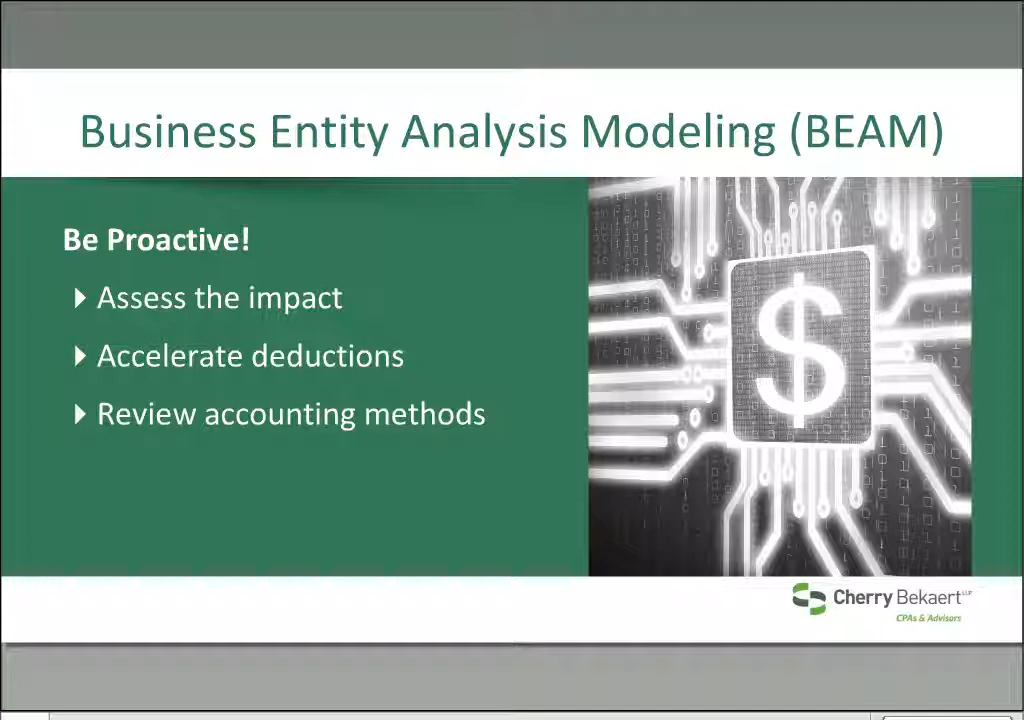 Business Entity Analysis Modeling (BEAM)
Be Proactive!
Assess the impact
Accelerate deductions
Review accounting methods
$
Cherry Bekaert LLP
CPAs & Advisors